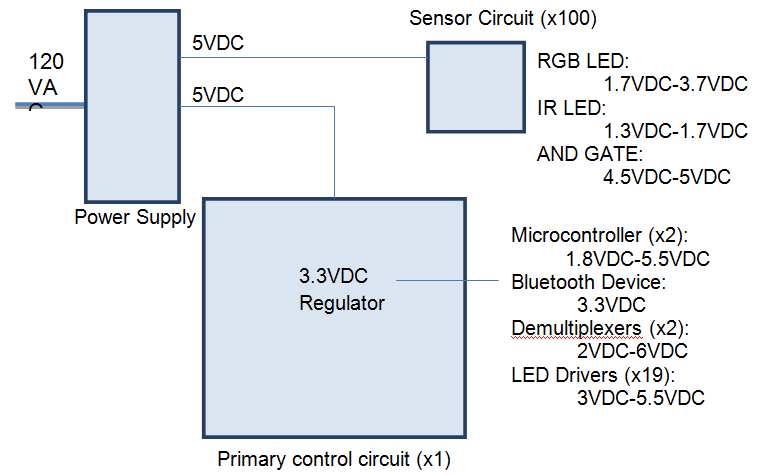 Sensor Circuit (x100)
5VDC
120
VA
RGB LED:
1.7VDC-3.7VDC
5VDC
IR LED:
1.3VDC-1.7VDC
AND GATE:
4.5VDC-5VDC
Power Supply
Microcontroller (x2):
1.8VDC-5.5VDC
3.3VDC
Regulator
Bluetooth Device:
3.3VDC
Demultiplexers (x2):
2VDC-6VDC
LED Drivers (x19):
3VDC-5.5VDC
Primary control circuit (x1)